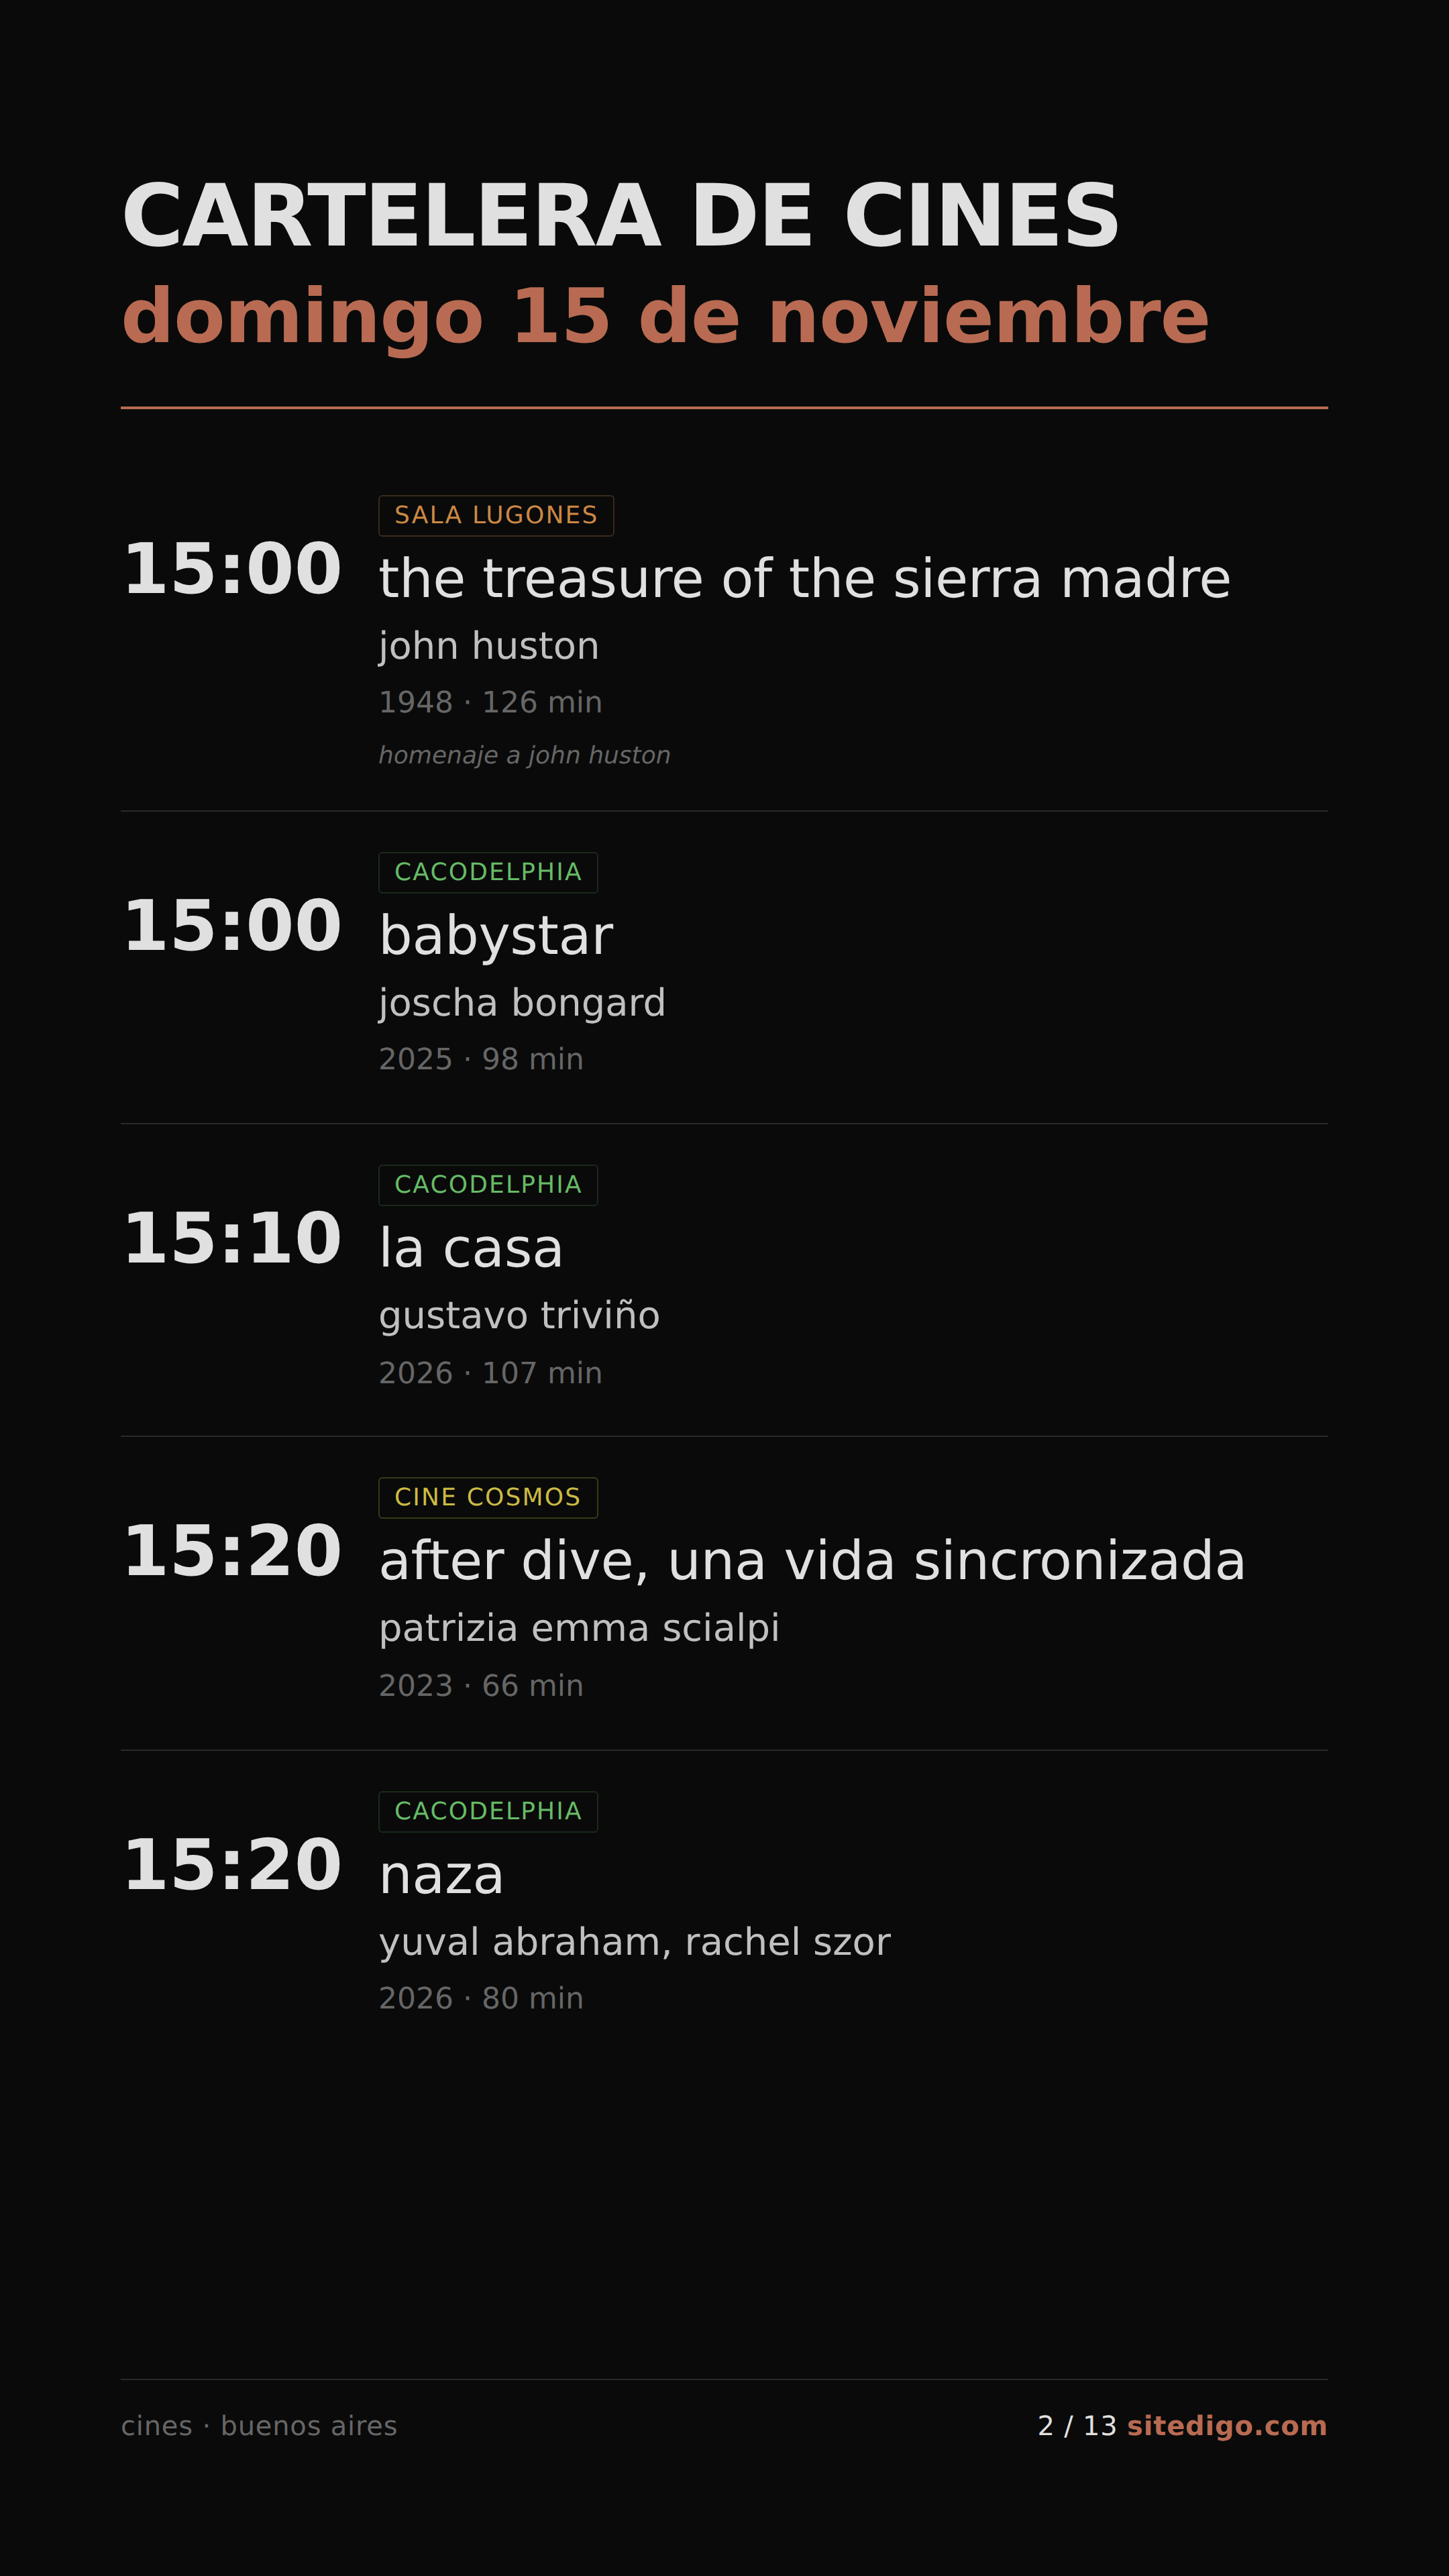 CARTELERA DE CINES
domingo 15 de noviembre
SALA LUGONES
15:00
the treasure of the sierra madre
john huston
1948 · 126 min
homenaje a john huston
CACODELPHIA
15:00
babystar
joscha bongard
2025 · 98 min
CACODELPHIA
15:10
la casa
gustavo triviño
2026 · 107 min
CINE COSMOS
15:20
after dive, una vida sincronizada
patrizia emma scialpi
2023 · 66 min
CACODELPHIA
15:20
naza
yuval abraham, rachel szor
2026 · 80 min
cines · buenos aires
2 / 13 sitedigo.com